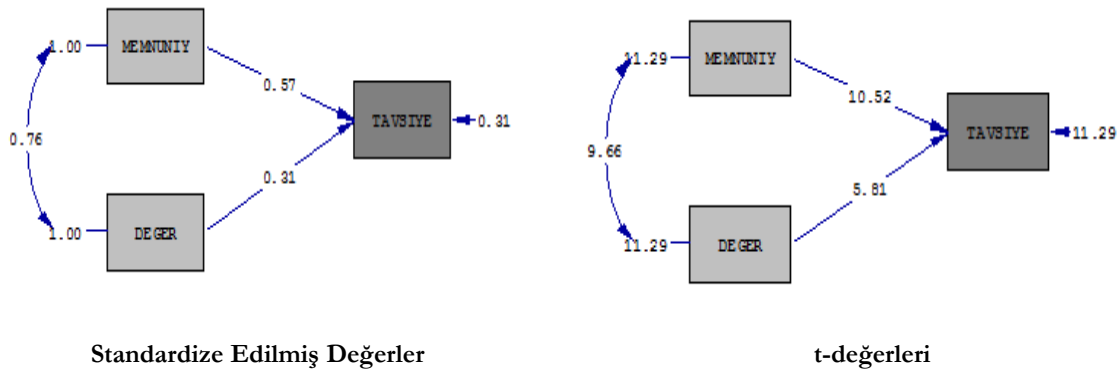 MEMNUNIY
1.00
0.57
0.76
TAVSIYE
0.31
0.31
DEGER
1.00
Standardize Edilmiş Değerler
MEMNUNIY
11.29
10.52
9.66
TAVSIYE
11.29
5.81
DEGER
11.29
t-değerleri